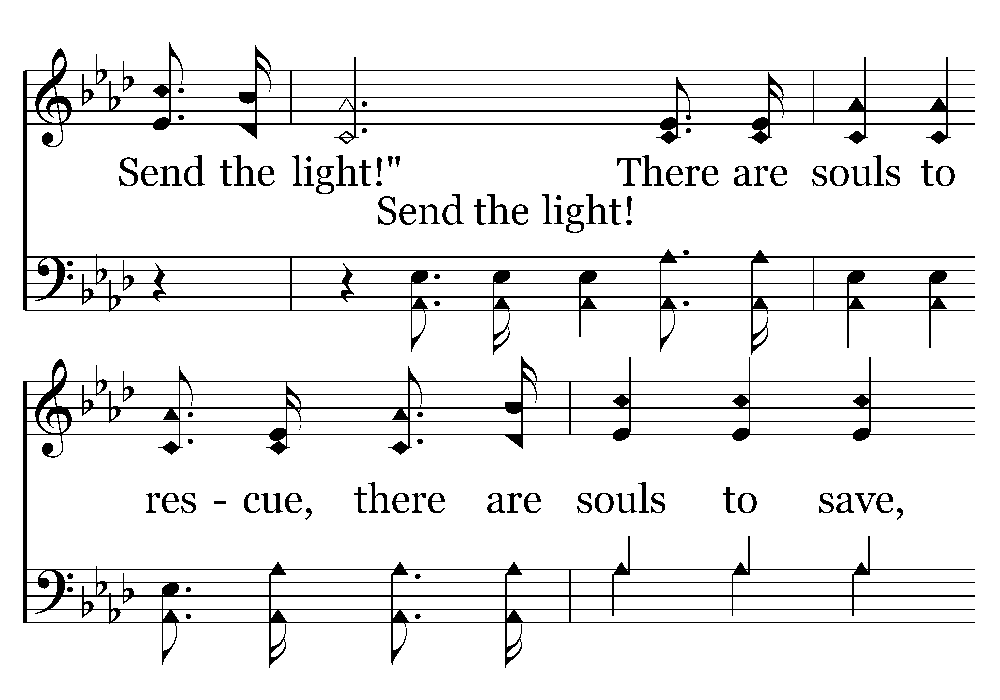 Send the light!" There are souls to
Send the light!
res - cue, there are souls to save,